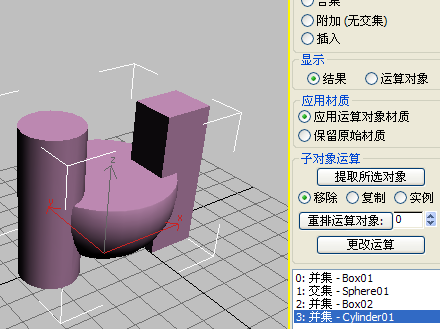 合集
附加 (无交集)
插入
显示
结果 运算对象
应用材质
应用运算对象材质
保留原始材质
子对象运算
提取所选对象
移除 复制 实例
重排运算对象: 0
更改运算
0: 并集 - Box01
1: 交集 - Sphere01
2: 并集 - Box02
3: 并集 - Cylinder01
z
x